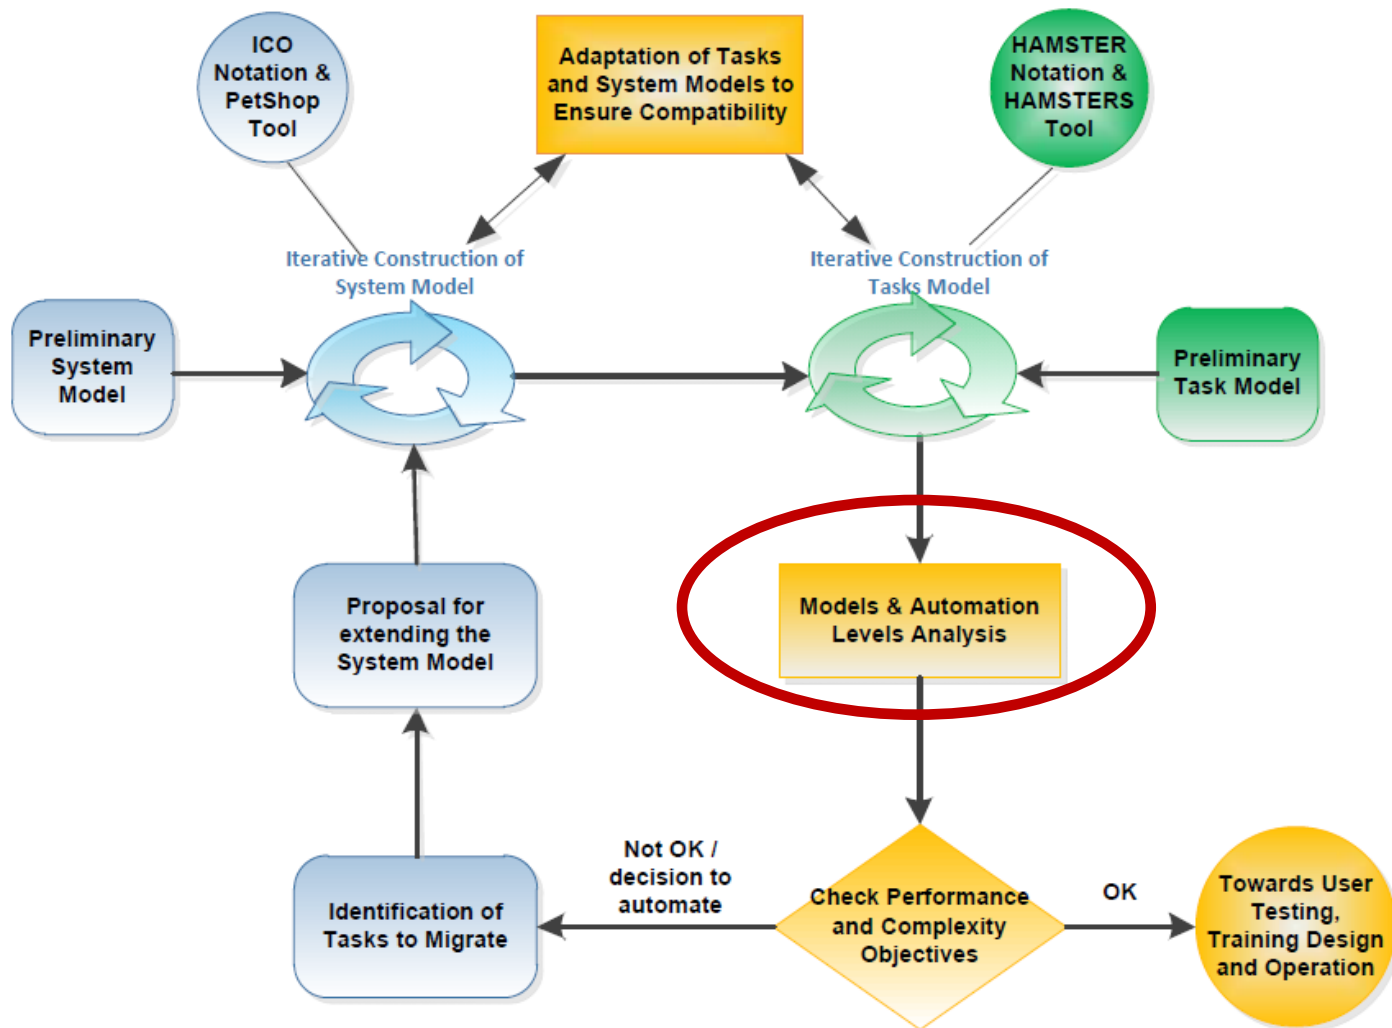 ICO
Notation &
PetShop
Tool
Adaptation of Tasks
and System Models to
Ensure Compatibility
HAMSTER
Notation &
HAMSTERS
Tool
Iterative Construction of
System Model
Iterative Construction of
Tasks Model
Preliminary
System
Model
Preliminary
Task Model
Proposal for
extending the
System Model
Models & Automation
Levels Analysis
Identification of
Tasks to Migrate
Not OK /
decision to
automate
Check Performance
and Complexity
Objectives
OK
Towards User
Testing,
Training Design
and Operation